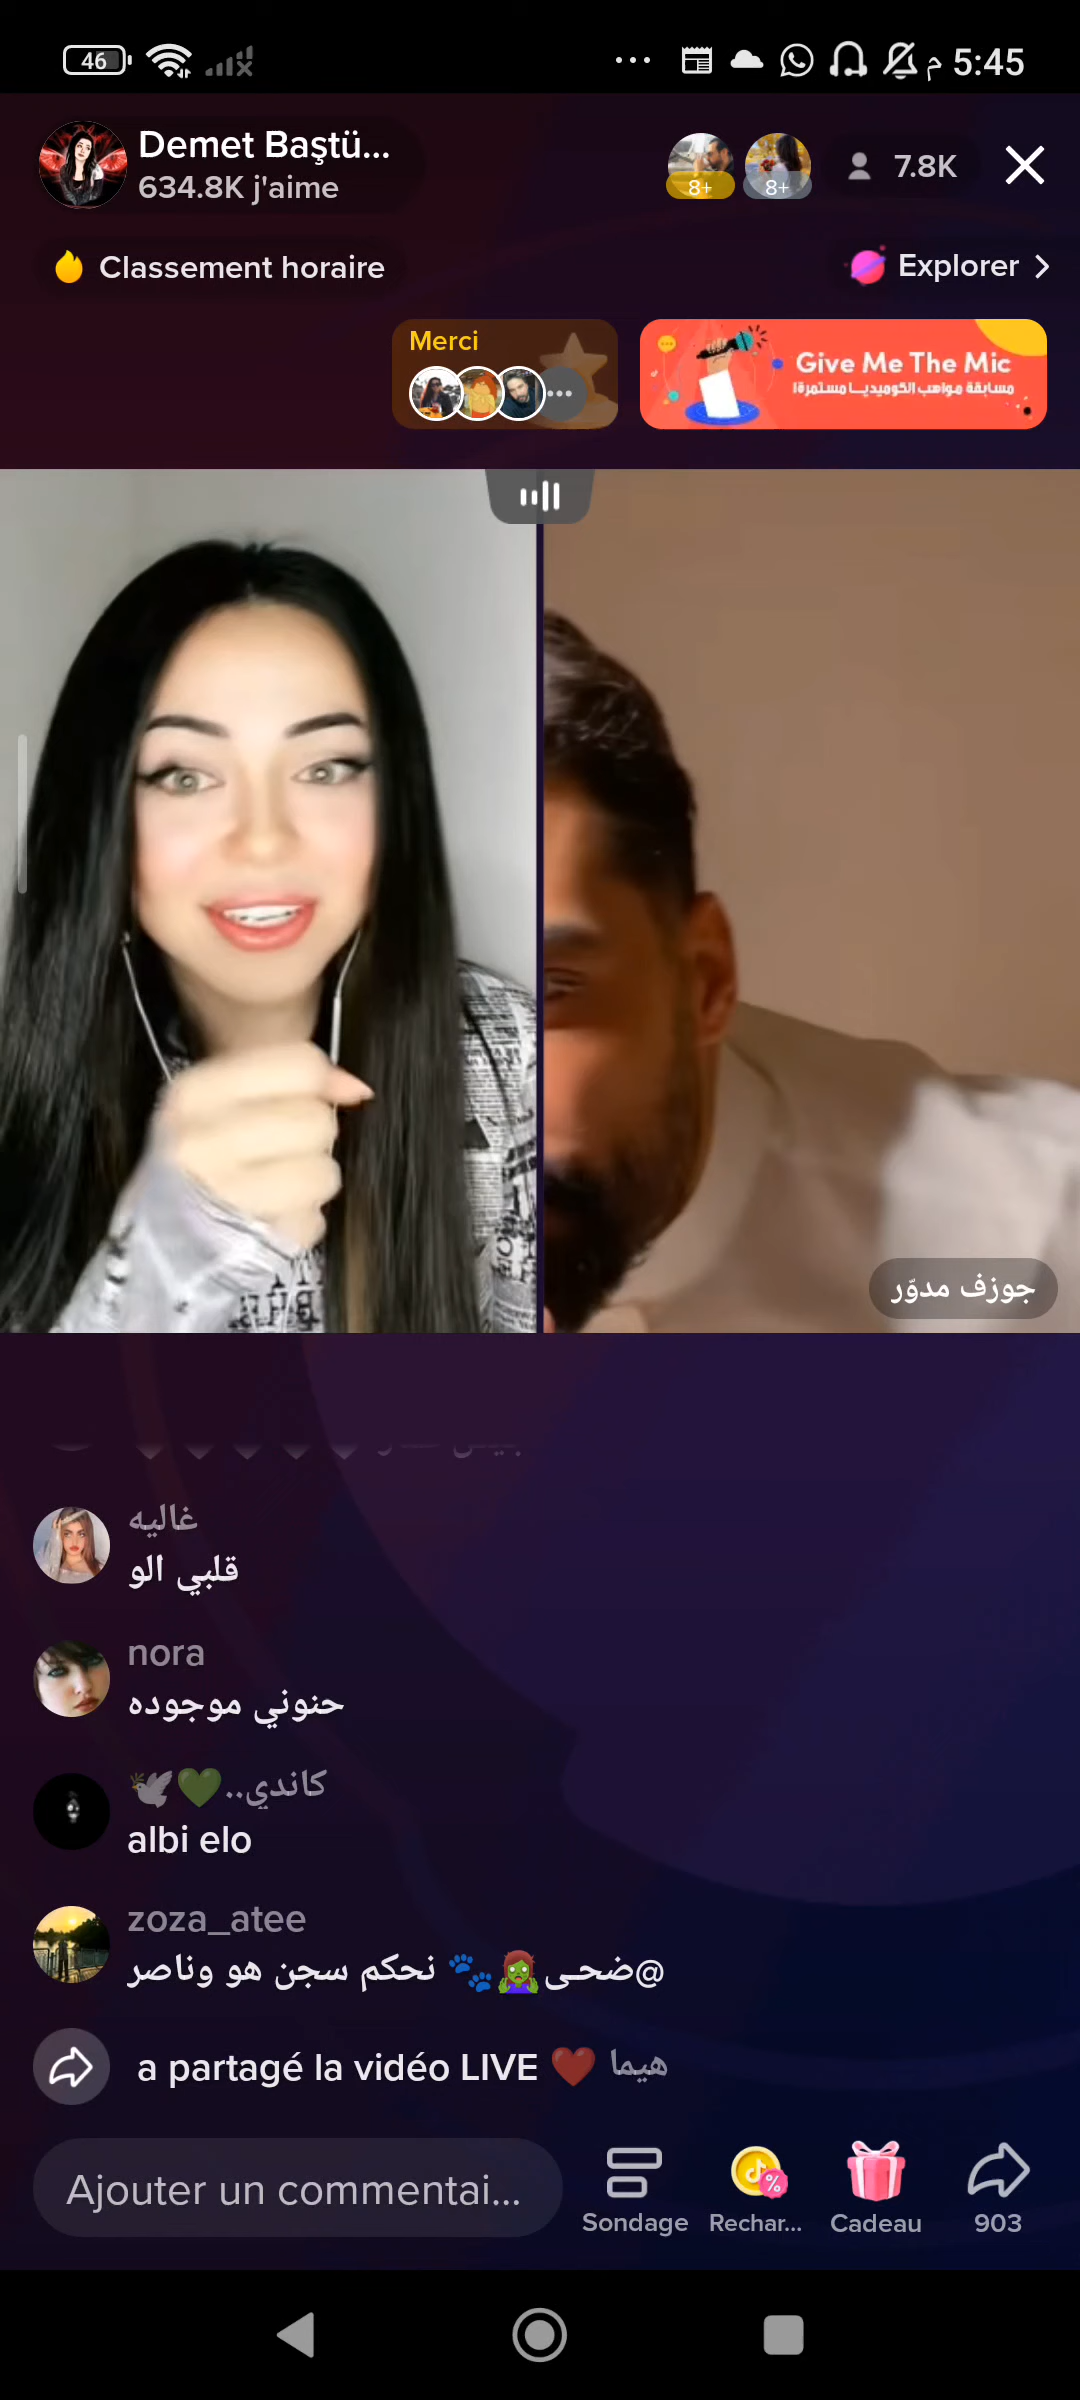 46
م 5:45
Demet Baştü...
634.8K j'aime
8+
8+
7.8K
Classement horaire
Explorer
Merci
Give Me The Mic
مسابقة مواهب الكوميديا مستمرة!
جوزف مدوّر
غاليه
قلبي الو
nora
حنوني موجوده
كاندي..💚🕊
albi elo
zoza_atee
@ضحى🧟‍♀️🐾 نحكم سجن هو وناصر
a partagé la vidéo LIVE ❤️ هيما
Ajouter un commentai...
Sondage
Rechar...
Cadeau
903